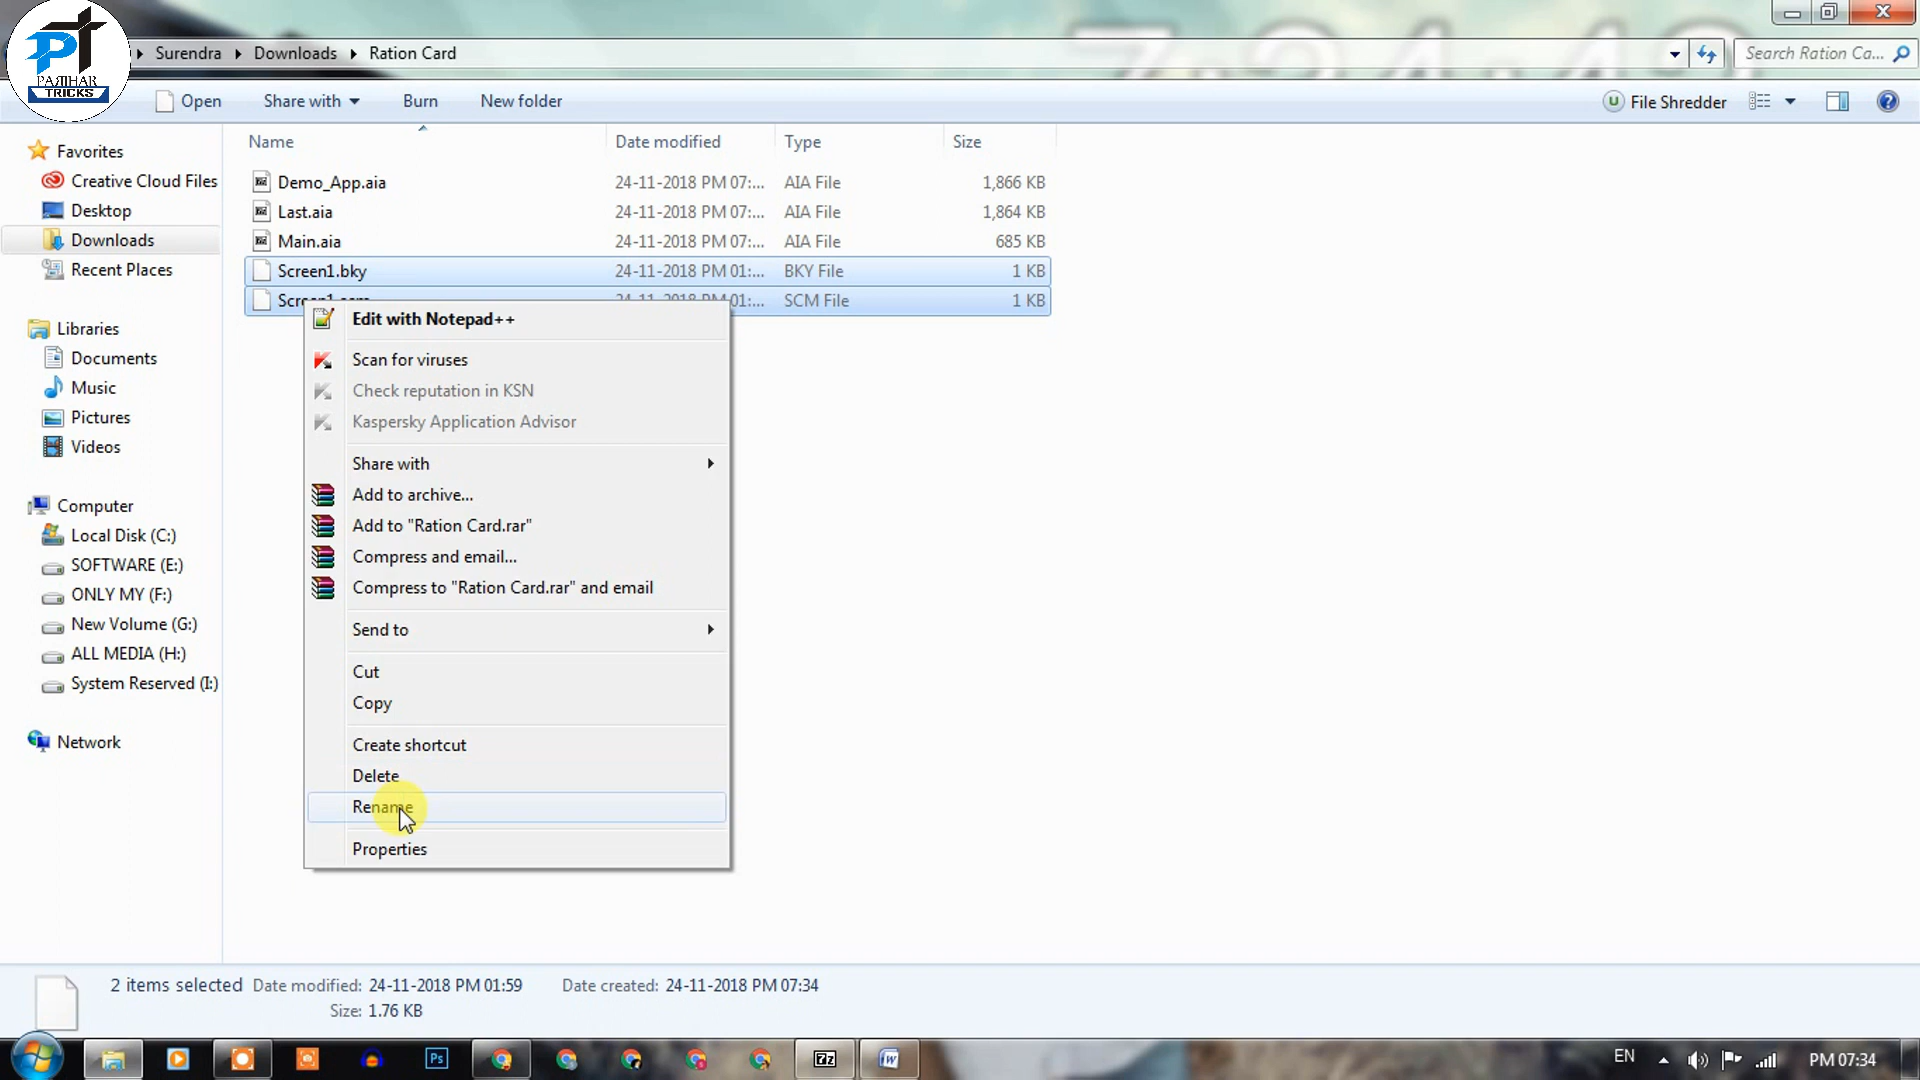 PT
PARIHAR
TRICKS
Surendra Downloads Ration Card
Search Ration Ca...
Open Share with Burn New folder File Shredder
Name Date modified Type Size
Favorites
Creative Cloud Files
Desktop
Downloads
Recent Places
Libraries
Documents
Music
Pictures
Videos
Computer
Local Disk (C:)
SOFTWARE (E:)
ONLY MY (F:)
New Volume (G:)
ALL MEDIA (H:)
System Reserved (I:)
Network
Demo_App.aia 24-11-2018 PM 07:... AIA File 1,866 KB
Last.aia 24-11-2018 PM 07:... AIA File 1,864 KB
Main.aia 24-11-2018 PM 07:... AIA File 685 KB
Screen1.bky 24-11-2018 PM 01:... BKY File 1 KB
Screen1.scm 24-11-2018 PM 01:... SCM File 1 KB
Edit with Notepad++
Scan for viruses
Check reputation in KSN
Kaspersky Application Advisor
Share with
Add to archive...
Add to "Ration Card.rar"
Compress and email...
Compress to "Ration Card.rar" and email
Send to
Cut
Copy
Create shortcut
Delete
Rename
Properties
2 items selected Date modified: 24-11-2018 PM 01:59 Date created: 24-11-2018 PM 07:34
Size: 1.76 KB
Ps 7z W EN PM 07:34